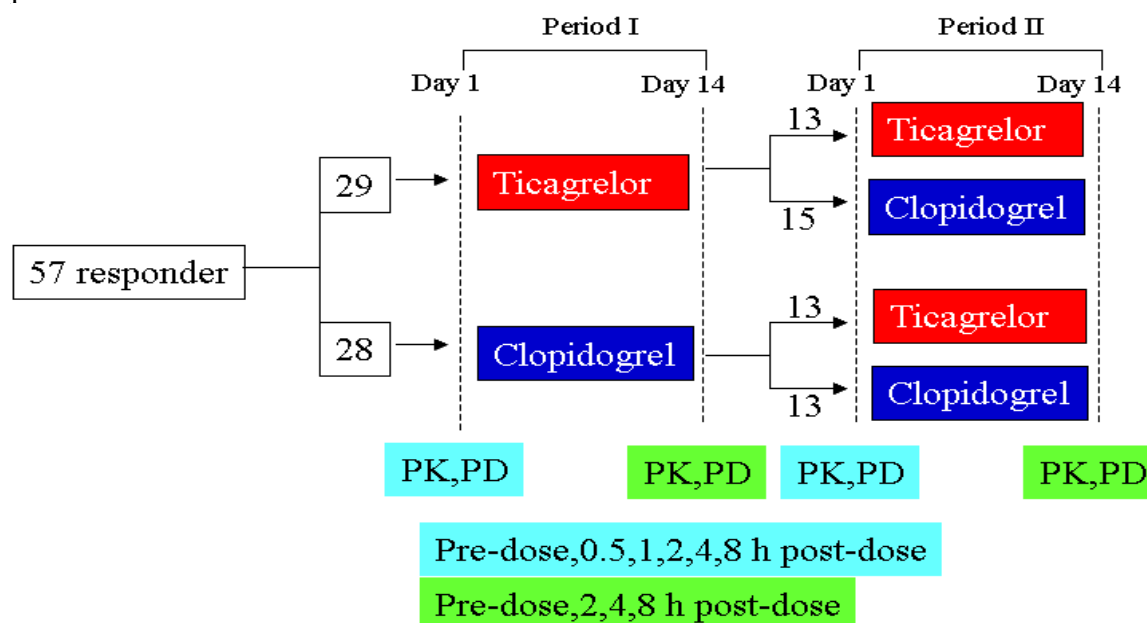 Period I
Period II
Day 1
Day 14
Day 1
Day 14
13
Ticagrelor
29
Ticagrelor
15
Clopidogrel
57 responder
13
Ticagrelor
28
Clopidogrel
13
Clopidogrel
PK,PD
PK,PD
PK,PD
PK,PD
Pre-dose,0.5,1,2,4,8 h post-dose
Pre-dose,2,4,8 h post-dose